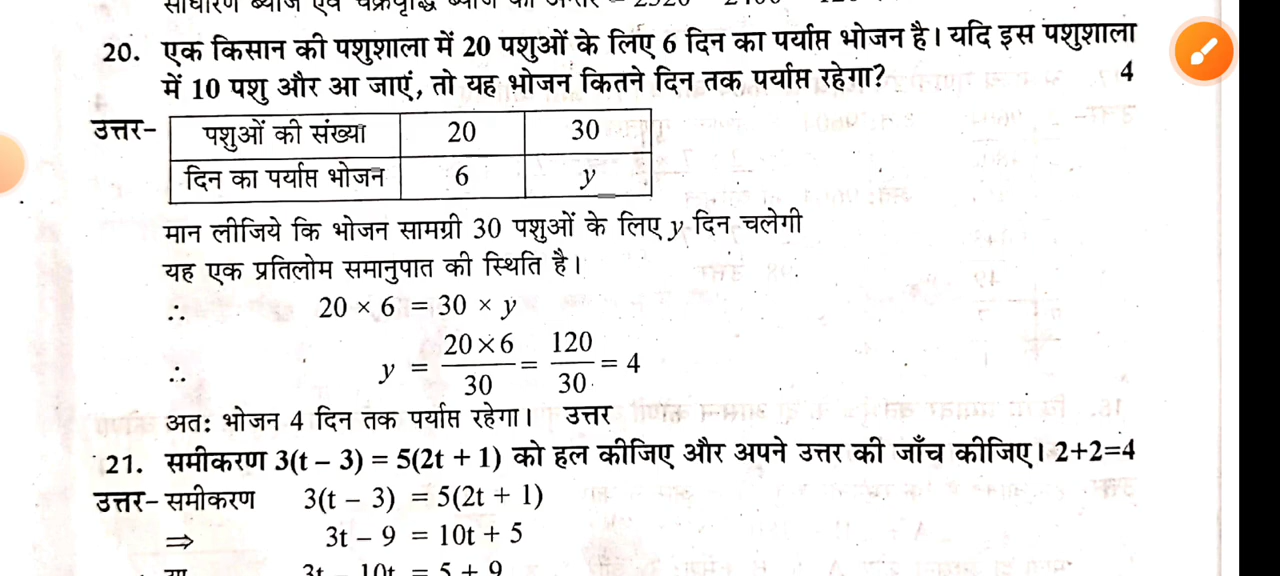 20. एक किसान की पशुशाला में 20 पशुओं के लिए 6 दिन का पर्याप्त भोजन है। यदि इस पशुशाला
में 10 पशु और आ जाएं, तो यह भोजन कितने दिन तक पर्याप्त रहेगा? 4
उत्तर- पशुओं की संख्या 20 30
दिन का पर्याप्त भोजन 6 y
मान लीजिये कि भोजन सामग्री 30 पशुओं के लिए y दिन चलेगी
यह एक प्रतिलोम समानुपात की स्थिति है।
∴ 20 × 6 = 30 × y
∴ y = 20×6/30 = 120/30 = 4
अत: भोजन 4 दिन तक पर्याप्त रहेगा। उत्तर
21. समीकरण 3(t – 3) = 5(2t + 1) को हल कीजिए और अपने उत्तर की जाँच कीजिए। 2+2=4
उत्तर- समीकरण 3(t – 3) = 5(2t + 1)
⇒ 3t – 9 = 10t + 5
3t – 10t = 5 + 9